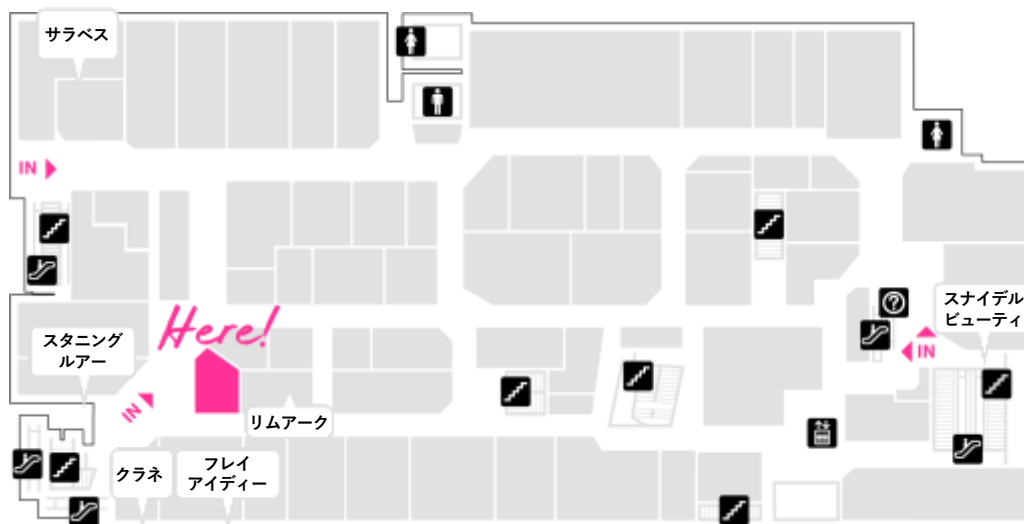 サラベス
IN
Here!
スナイデル
ビューティ
スタニング
ルアー
IN
IN
リムアーク
クラネ
フレイ
アイディー
?